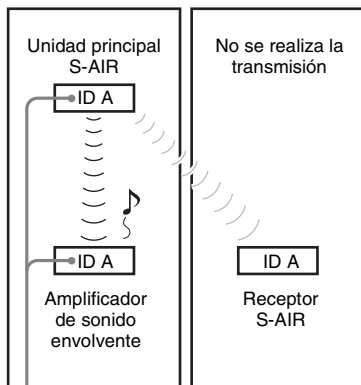 Unidad principal
S-AIR
ID A
ID A
Amplificador
de sonido
envolvente
No se realiza la
transmisión
ID A
Receptor
S-AIR